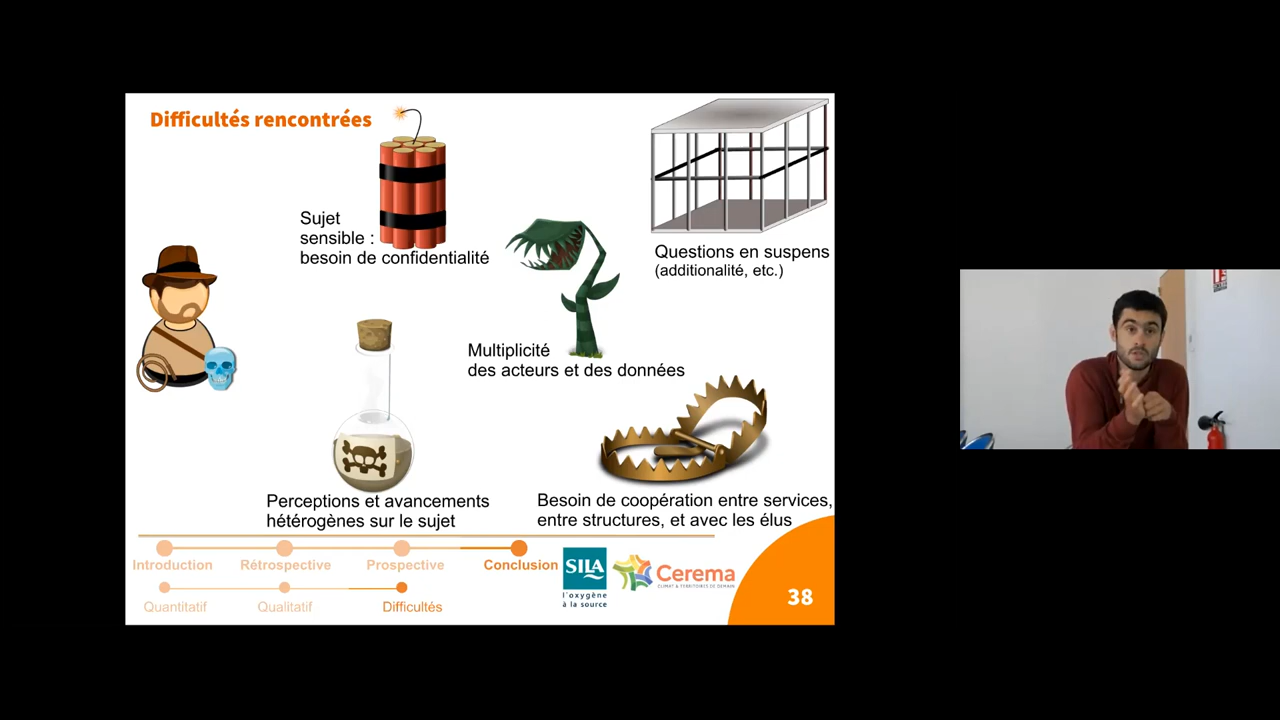 Difficultés rencontrées
Sujet
sensible :
besoin de confidentialité
Questions en suspens
(additionalité, etc.)
Multiplicité
des acteurs et des données
Perceptions et avancements
hétérogènes sur le sujet
Besoin de coopération entre services,
entre structures, et avec les élus
Introduction
Rétrospective
Prospective
Conclusion
Quantitatif
Qualitatif
Difficultés
SILA
l'oxygène
à la source
Cerema
CLIMAT & TERRITOIRES DE DEMAIN
38